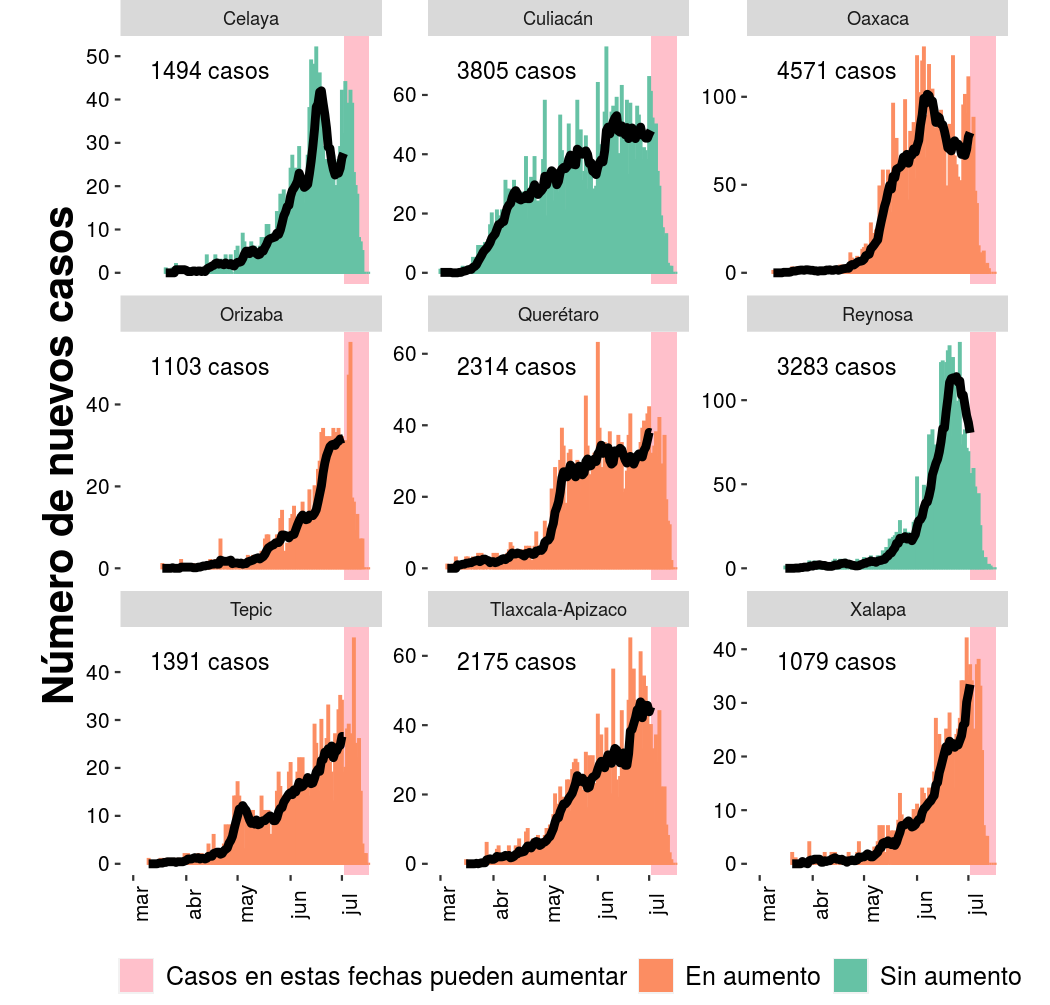 Número de nuevos casos
Celaya
Culiacán
Oaxaca
1494 casos
3805 casos
4571 casos
50
40
30
20
10
0
60
40
20
0
100
50
0
Orizaba
Querétaro
Reynosa
1103 casos
2314 casos
3283 casos
40
20
0
60
40
20
0
100
50
0
Tepic
Tlaxcala-Apizaco
Xalapa
1391 casos
2175 casos
1079 casos
40
30
20
10
0
60
40
20
0
40
30
20
10
0
mar abr may jun jul
mar abr may jun jul
mar abr may jun jul
Casos en estas fechas pueden aumentar En aumento Sin aumento